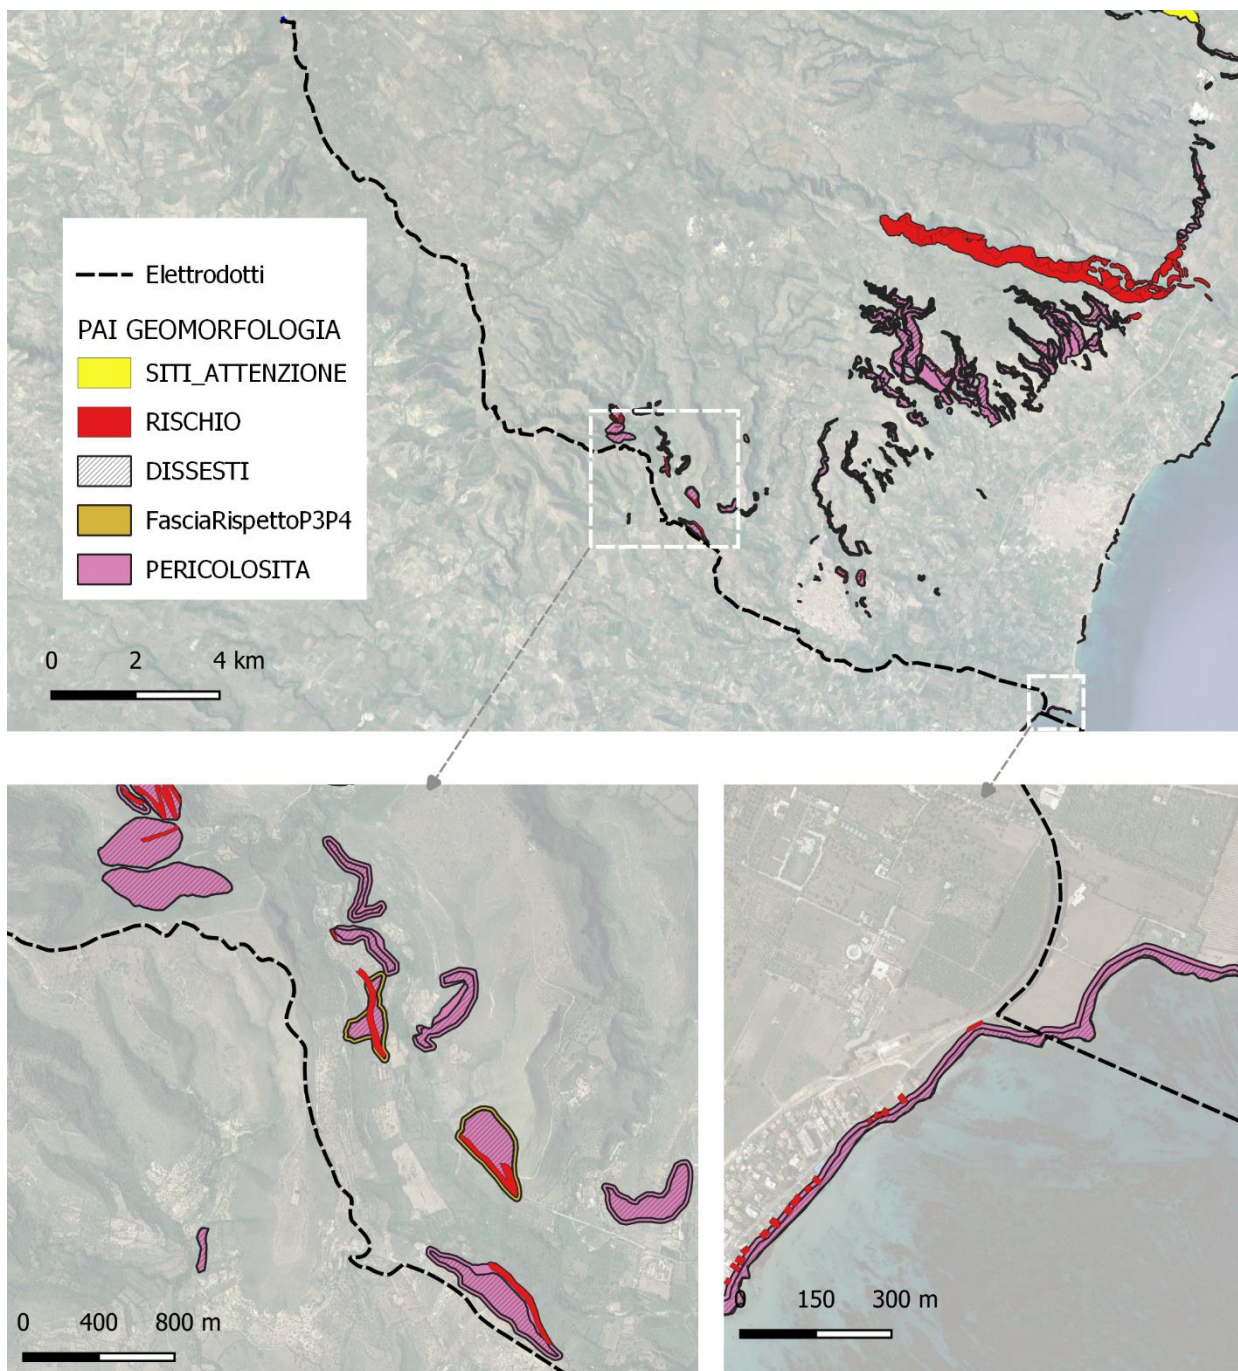 Elettrodotti
PAI GEOMORFOLOGIA
SITI_ATTENZIONE
RISCHIO
DISSESTI
FasciaRispettoP3P4
PERICOLOSITA
0 2 4 km
0 400 800 m
0 150 300 m